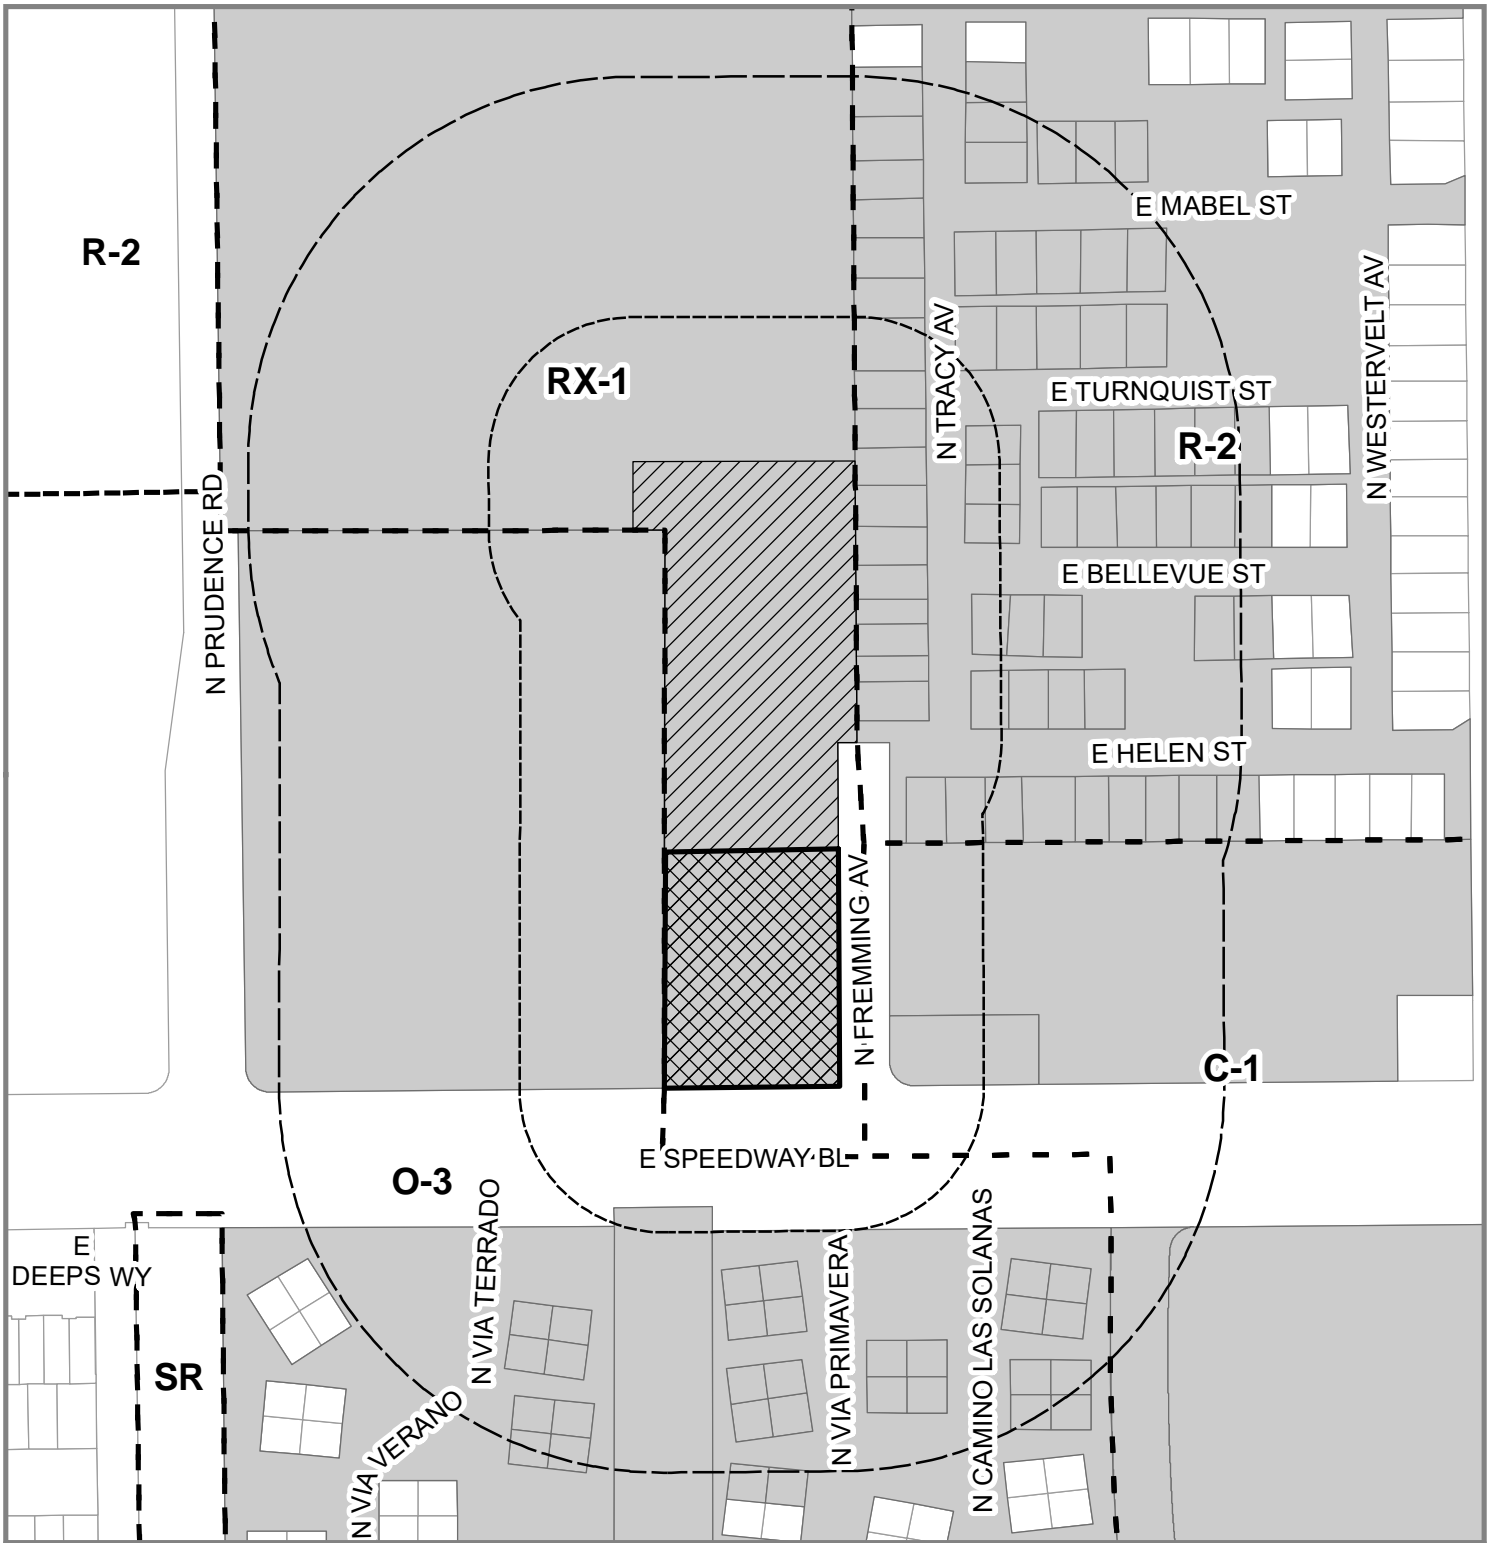 E MABEL ST
R-2
N WESTERVELT AV
N TRACY AV
RX-1
E TURNQUIST ST
R-2
N PRUDENCE RD
E BELLEVUE ST
E HELEN ST
N FREMMING AV
C-1
E SPEEDWAY BL
O-3
N VIA TERRADO
N CAMINO LAS SOLANAS
N VIA PRIMAVERA
E
DEEPS WY
SR
N VIA VERANO